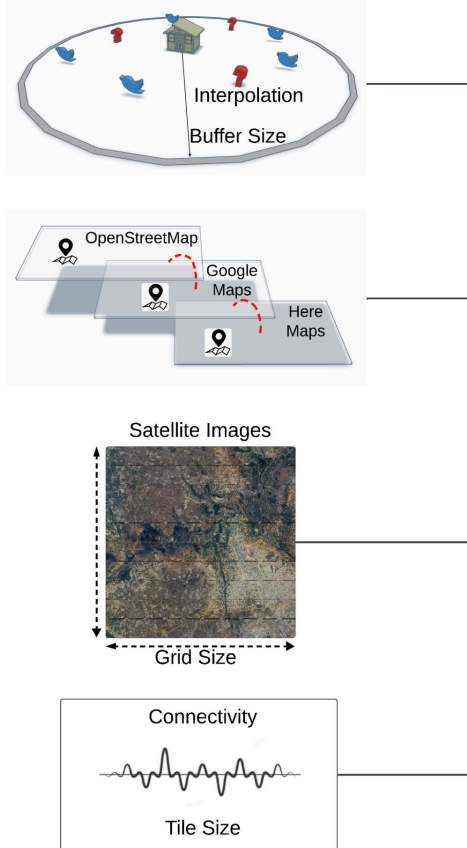 Interpolation
Buffer Size
OpenStreetMap
Google
Maps
Here
Maps
Satellite Images
Grid Size
Connectivity
Tile Size